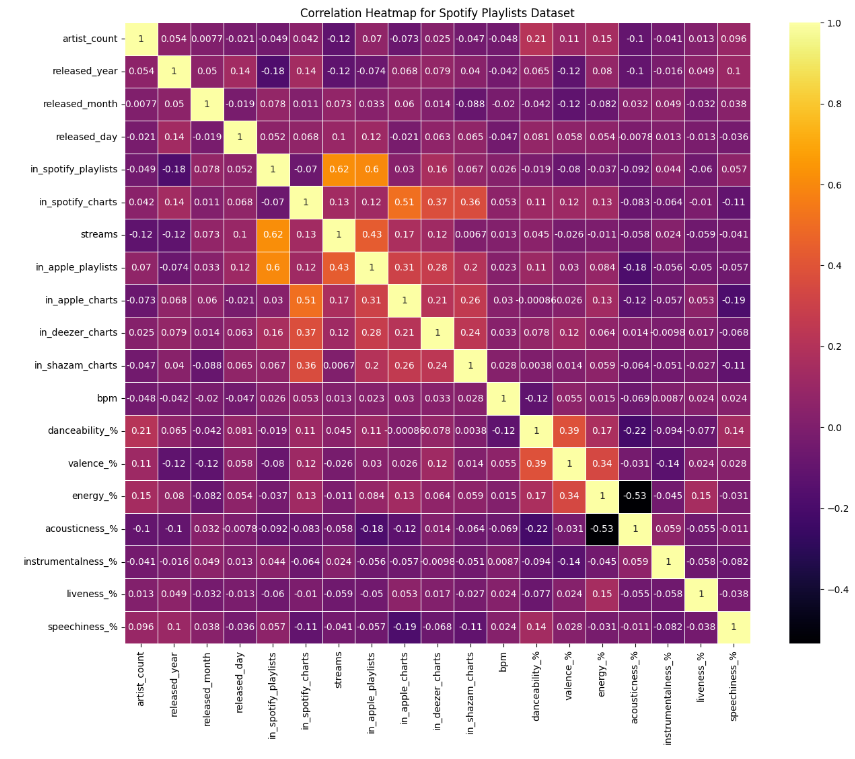 Correlation Heatmap for Spotify Playlists Dataset
artist_count 1 0.054 0.0077 -0.021 -0.049 0.042 -0.12 0.07 -0.073 0.025 -0.047 -0.048 0.21 0.11 0.15 -0.1 -0.041 0.013 0.096
released_year 0.054 1 0.05 0.14 -0.18 0.14 -0.12 -0.074 0.068 0.079 0.04 -0.042 0.065 -0.12 0.08 -0.1 -0.016 0.049 0.1
released_month 0.0077 0.05 1 -0.019 0.078 0.011 0.073 0.033 0.06 0.014 -0.088 -0.02 -0.042 -0.12 -0.082 0.032 0.049 -0.032 0.038
released_day -0.021 0.14 -0.019 1 0.052 0.068 0.1 0.12 -0.021 0.063 0.065 -0.047 0.081 0.058 0.054 -0.0078 0.013 -0.013 -0.036
in_spotify_playlists -0.049 -0.18 0.078 0.052 1 -0.07 0.62 0.6 0.03 0.16 0.067 0.026 -0.019 -0.08 -0.037 -0.092 0.044 -0.06 0.057
in_spotify_charts 0.042 0.14 0.011 0.068 -0.07 1 0.13 0.12 0.51 0.37 0.36 0.053 0.11 0.12 0.13 -0.083 -0.064 -0.01 -0.11
streams -0.12 -0.12 0.073 0.1 0.62 0.13 1 0.43 0.17 0.12 0.0067 0.013 0.045 -0.026 -0.011 -0.058 0.024 -0.059 -0.041
in_apple_playlists 0.07 -0.074 0.033 0.12 0.6 0.12 0.43 1 0.31 0.28 0.2 0.023 0.11 0.03 0.084 -0.18 -0.056 -0.05 -0.057
in_apple_charts -0.073 0.068 0.06 -0.021 0.03 0.51 0.17 0.31 1 0.21 0.26 0.03 -0.00086 0.026 0.13 -0.12 -0.057 0.053 -0.19
in_deezer_charts 0.025 0.079 0.014 0.063 0.16 0.37 0.12 0.28 0.21 1 0.24 0.033 0.078 0.12 0.064 0.014 -0.0098 0.017 -0.068
in_shazam_charts -0.047 0.04 -0.088 0.065 0.067 0.36 0.0067 0.2 0.26 0.24 1 0.028 0.0038 0.014 0.059 -0.064 -0.051 -0.027 -0.11
bpm -0.048 -0.042 -0.02 -0.047 0.026 0.053 0.013 0.023 0.03 0.033 0.028 1 -0.12 0.055 0.015 -0.069 0.0087 0.024 0.024
danceability_% 0.21 0.065 -0.042 0.081 -0.019 0.11 0.045 0.11 -0.00086 0.078 0.0038 -0.12 1 0.39 0.17 -0.22 -0.094 -0.077 0.14
valence_% 0.11 -0.12 -0.12 0.058 -0.08 0.12 -0.026 0.03 0.026 0.12 0.014 0.055 0.39 1 0.34 -0.031 -0.14 0.024 0.028
energy_% 0.15 0.08 -0.082 0.054 -0.037 0.13 -0.011 0.084 0.13 0.064 0.059 0.015 0.17 0.34 1 -0.53 -0.045 0.15 -0.031
acousticness_% -0.1 -0.1 0.032 -0.0078 -0.092 -0.083 -0.058 -0.18 -0.12 0.014 -0.064 -0.069 -0.22 -0.031 -0.53 1 0.059 -0.055 -0.011
instrumentalness_% -0.041 -0.016 0.049 0.013 0.044 -0.064 0.024 -0.056 -0.057 -0.0098 -0.051 0.0087 -0.094 -0.14 -0.045 0.059 1 -0.058 -0.082
liveness_% 0.013 0.049 -0.032 -0.013 -0.06 -0.01 -0.059 -0.05 0.053 0.017 -0.027 0.024 -0.077 0.024 0.15 -0.055 -0.058 1 -0.038
speechiness_% 0.096 0.1 0.038 -0.036 0.057 -0.11 -0.041 -0.057 -0.19 -0.068 -0.11 0.024 0.14 0.028 -0.031 -0.011 -0.082 -0.038 1
artist_count
released_year
released_month
released_day
in_spotify_playlists
in_spotify_charts
streams
in_apple_playlists
in_apple_charts
in_deezer_charts
in_shazam_charts
bpm
danceability_%
valence_%
energy_%
acousticness_%
instrumentalness_%
liveness_%
speechiness_%
1.0
0.8
0.6
0.4
0.2
0.0
-0.2
-0.4